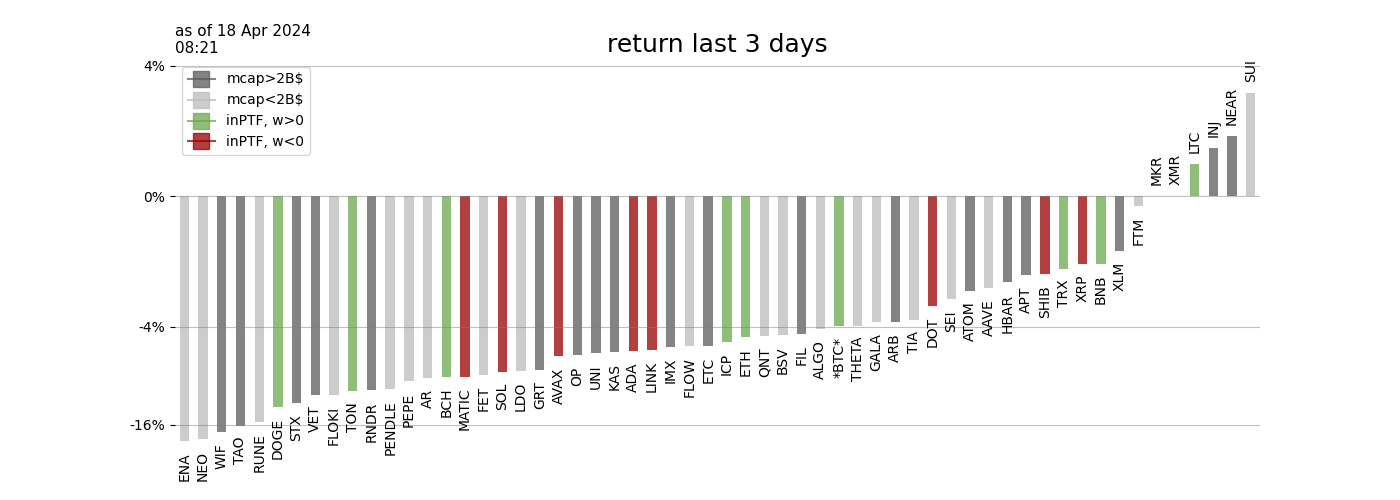 as of 18 Apr 2024
08:21
return last 3 days
mcap>2B$
mcap<2B$
inPTF, w>0
inPTF, w<0
4%
0%
-4%
-16%
ENA
NEO
WIF
TAO
RUNE
DOGE
STX
VET
FLOKI
TON
RNDR
PENDLE
PEPE
AR
BCH
MATIC
FET
SOL
LDO
GRT
AVAX
OP
UNI
KAS
ADA
LINK
IMX
FLOW
ETC
ICP
ETH
QNT
BSV
FIL
ALGO
*BTC*
THETA
GALA
ARB
TIA
DOT
SEI
ATOM
AAVE
HBAR
APT
SHIB
TRX
XRP
BNB
XLM
FTM
MKR
XMR
LTC
INJ
NEAR
SUI